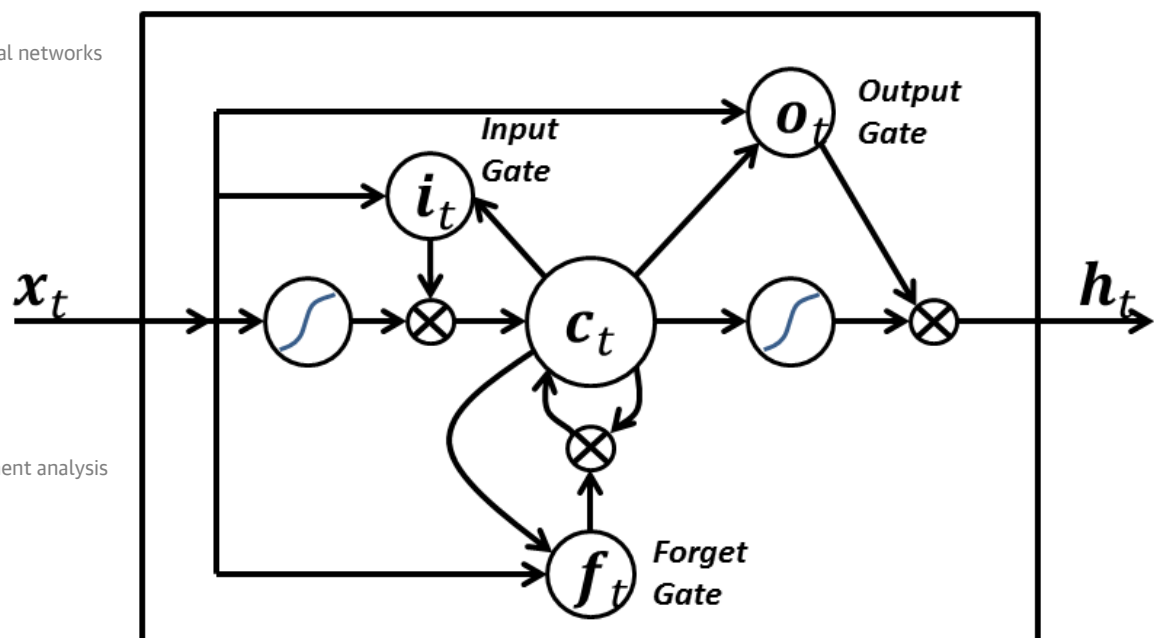 al networks
Output
Gate
o_t
Input
Gate
i_t
x_t
c_t
h_t
ent analysis
Forget
Gate
f_t